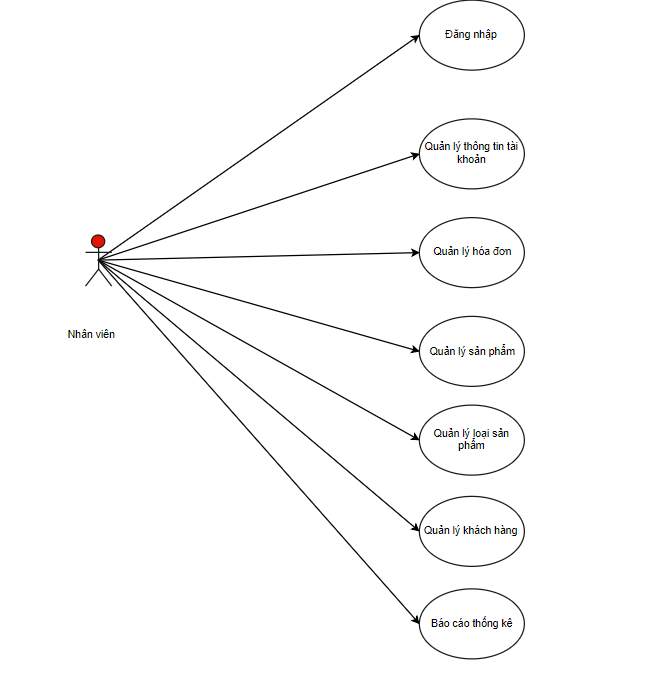 Đăng nhập
Quản lý thông tin tài
khoản
Quản lý hóa đơn
Nhân viên
Quản lý sản phẩm
Quản lý loại sản
phẩm
Quản lý khách hàng
Báo cáo thống kê